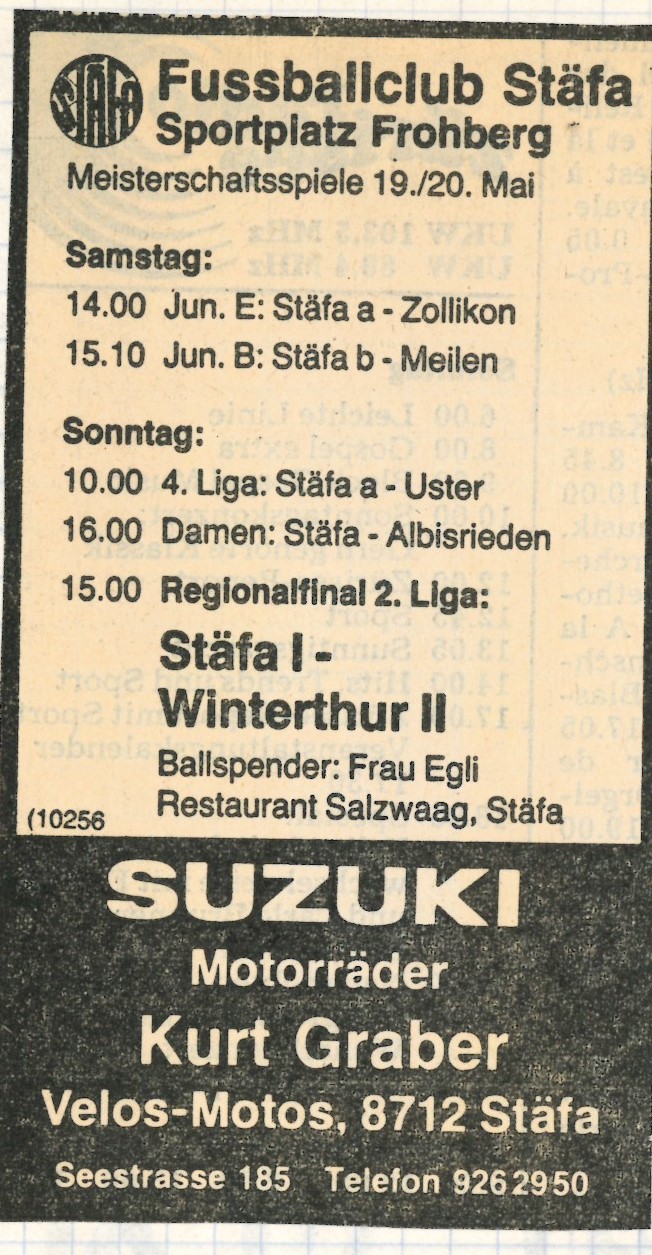 STÄFA
Fussballclub Stäfa
Sportplatz Frohberg
Meisterschaftsspiele 19./20. Mai
Samstag:
14.00 Jun. E: Stäfa a - Zollikon
15.10 Jun. B: Stäfa b - Meilen
Sonntag:
10.00 4. Liga: Stäfa a - Uster
16.00 Damen: Stäfa - Albisrieden
15.00 Regionalfinal 2. Liga:
Stäfa I -
Winterthur II
Ballspender: Frau Egli
Restaurant Salzwaag, Stäfa
(10256
SUZUKI
Motorräder
Kurt Graber
Velos-Motos, 8712 Stäfa
Seestrasse 185 Telefon 926 29 50